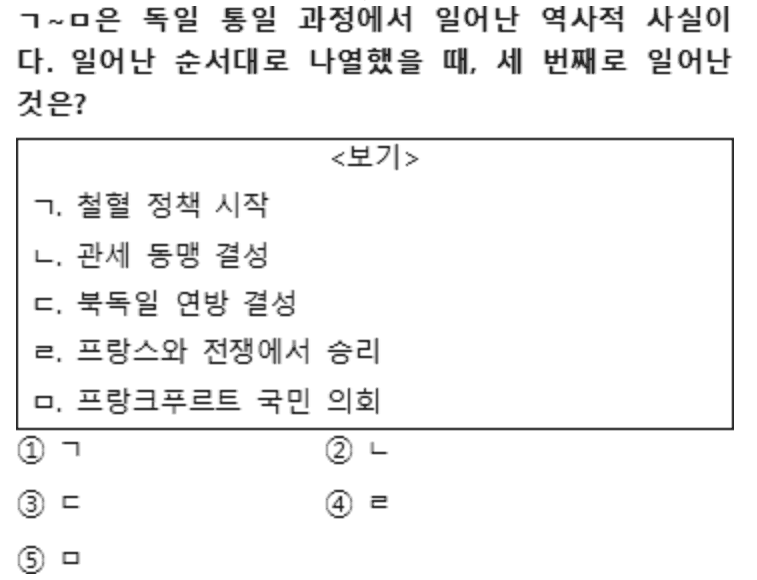 ㄱ~ㅁ은 독일 통일 과정에서 일어난 역사적 사실이
다. 일어난 순서대로 나열했을 때, 세 번째로 일어난
것은?
<보기>
ㄱ. 철혈 정책 시작
ㄴ. 관세 동맹 결성
ㄷ. 북독일 연방 결성
ㄹ. 프랑스와 전쟁에서 승리
ㅁ. 프랑크푸르트 국민 의회
① ㄱ ② ㄴ
③ ㄷ ④ ㄹ
⑤ ㅁ